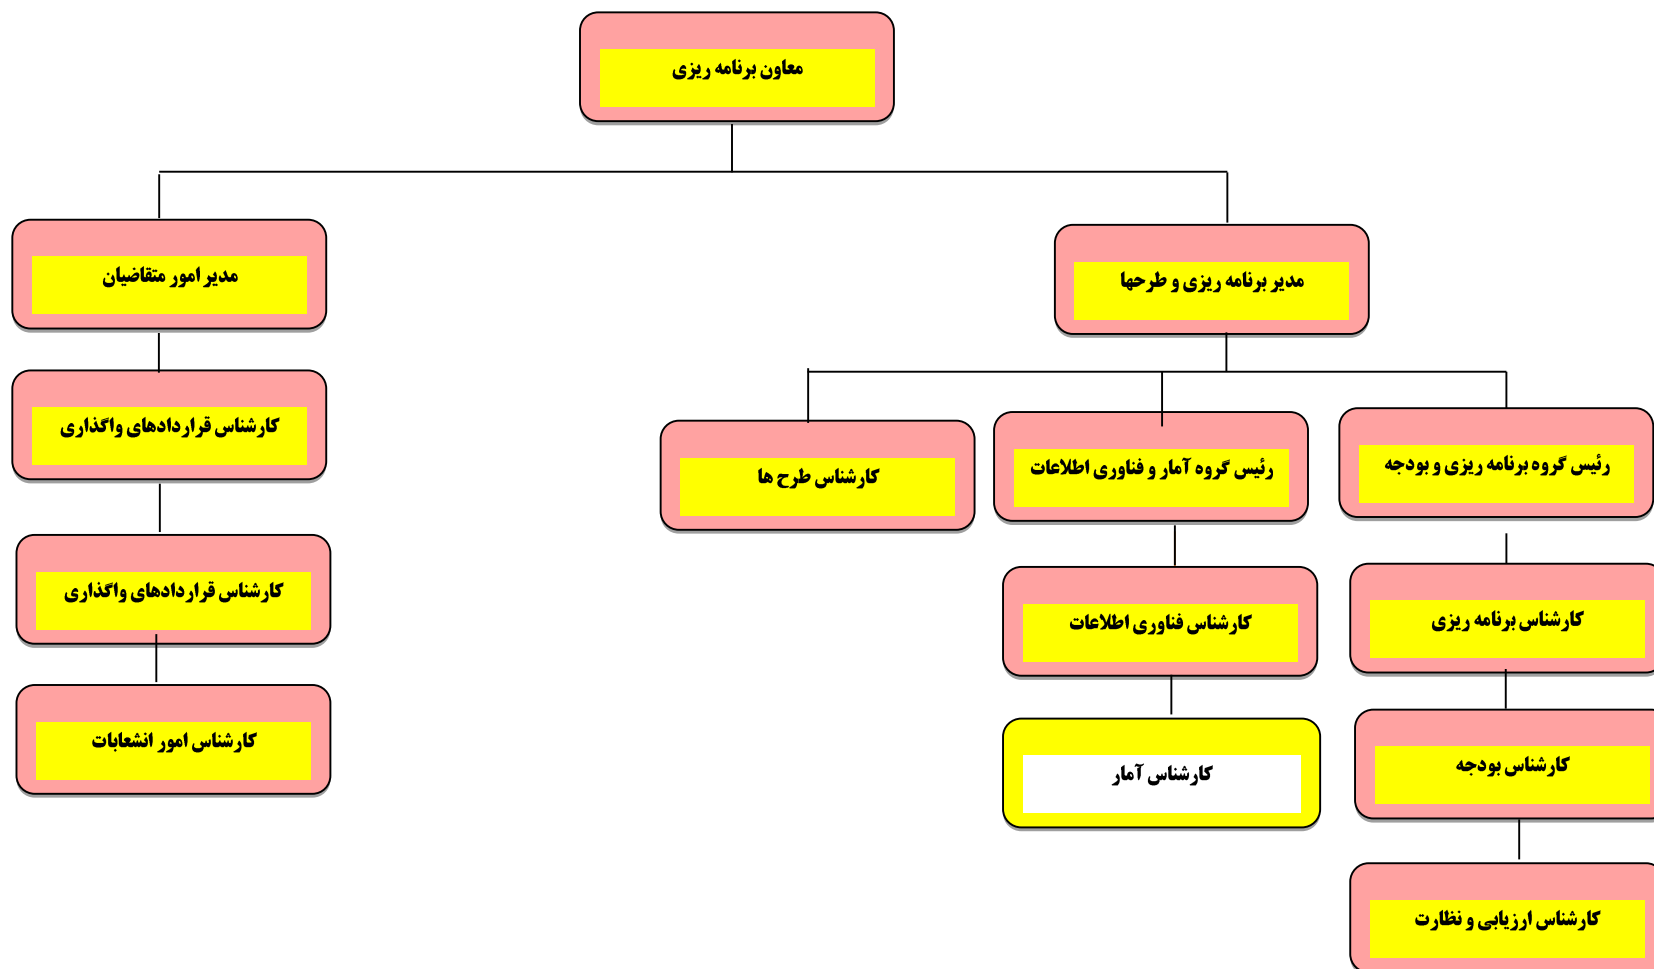 معاون برنامه ریزی
مدیر برنامه ریزی و طرحها
مدیر امور متقاضیان
رئیس گروه برنامه ریزی و بودجه
رئیس گروه آمار و فناوری اطلاعات
کارشناس طرح ها
کارشناس قراردادهای واگذاری
کارشناس برنامه ریزی
کارشناس فناوری اطلاعات
کارشناس قراردادهای واگذاری
کارشناس بودجه
کارشناس آمار
کارشناس امور انشعابات
کارشناس ارزیابی و نظارت